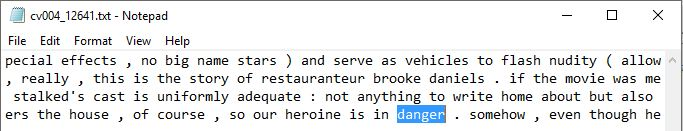 cv004_12641.txt - Notepad
File Edit Format View Help
pecial effects , no big name stars ) and serve as vehicles to flash nudity ( allow
, really , this is the story of restauranteur brooke daniels . if the movie was me
stalked's cast is uniformly adequate : not anything to write home about but also
ers the house , of course , so our heroine is in danger . somehow , even though he